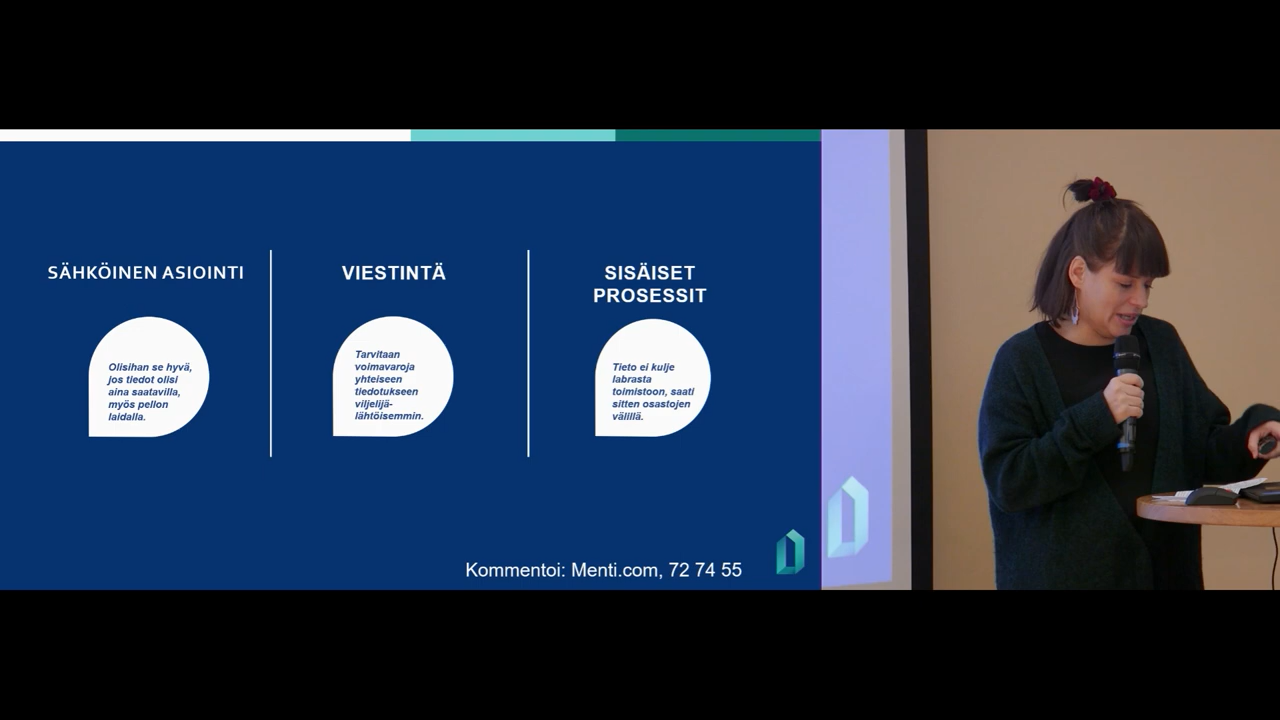 SÄHKÖINEN ASIOINTI
Olisihan se hyvä,
jos tiedot olisi
aina saatavilla,
myös pellon
laidalla.
VIESTINTÄ
Tarvitaan
voimavaroja
yhteiseen
tiedotukseen
viljelijä-
lähtöisemmin.
SISÄISET
PROSESSIT
Tieto ei kulje
labrasta
toimistoon, saati
sitten osastojen
välillä.
Kommentoi: Menti.com, 72 74 55